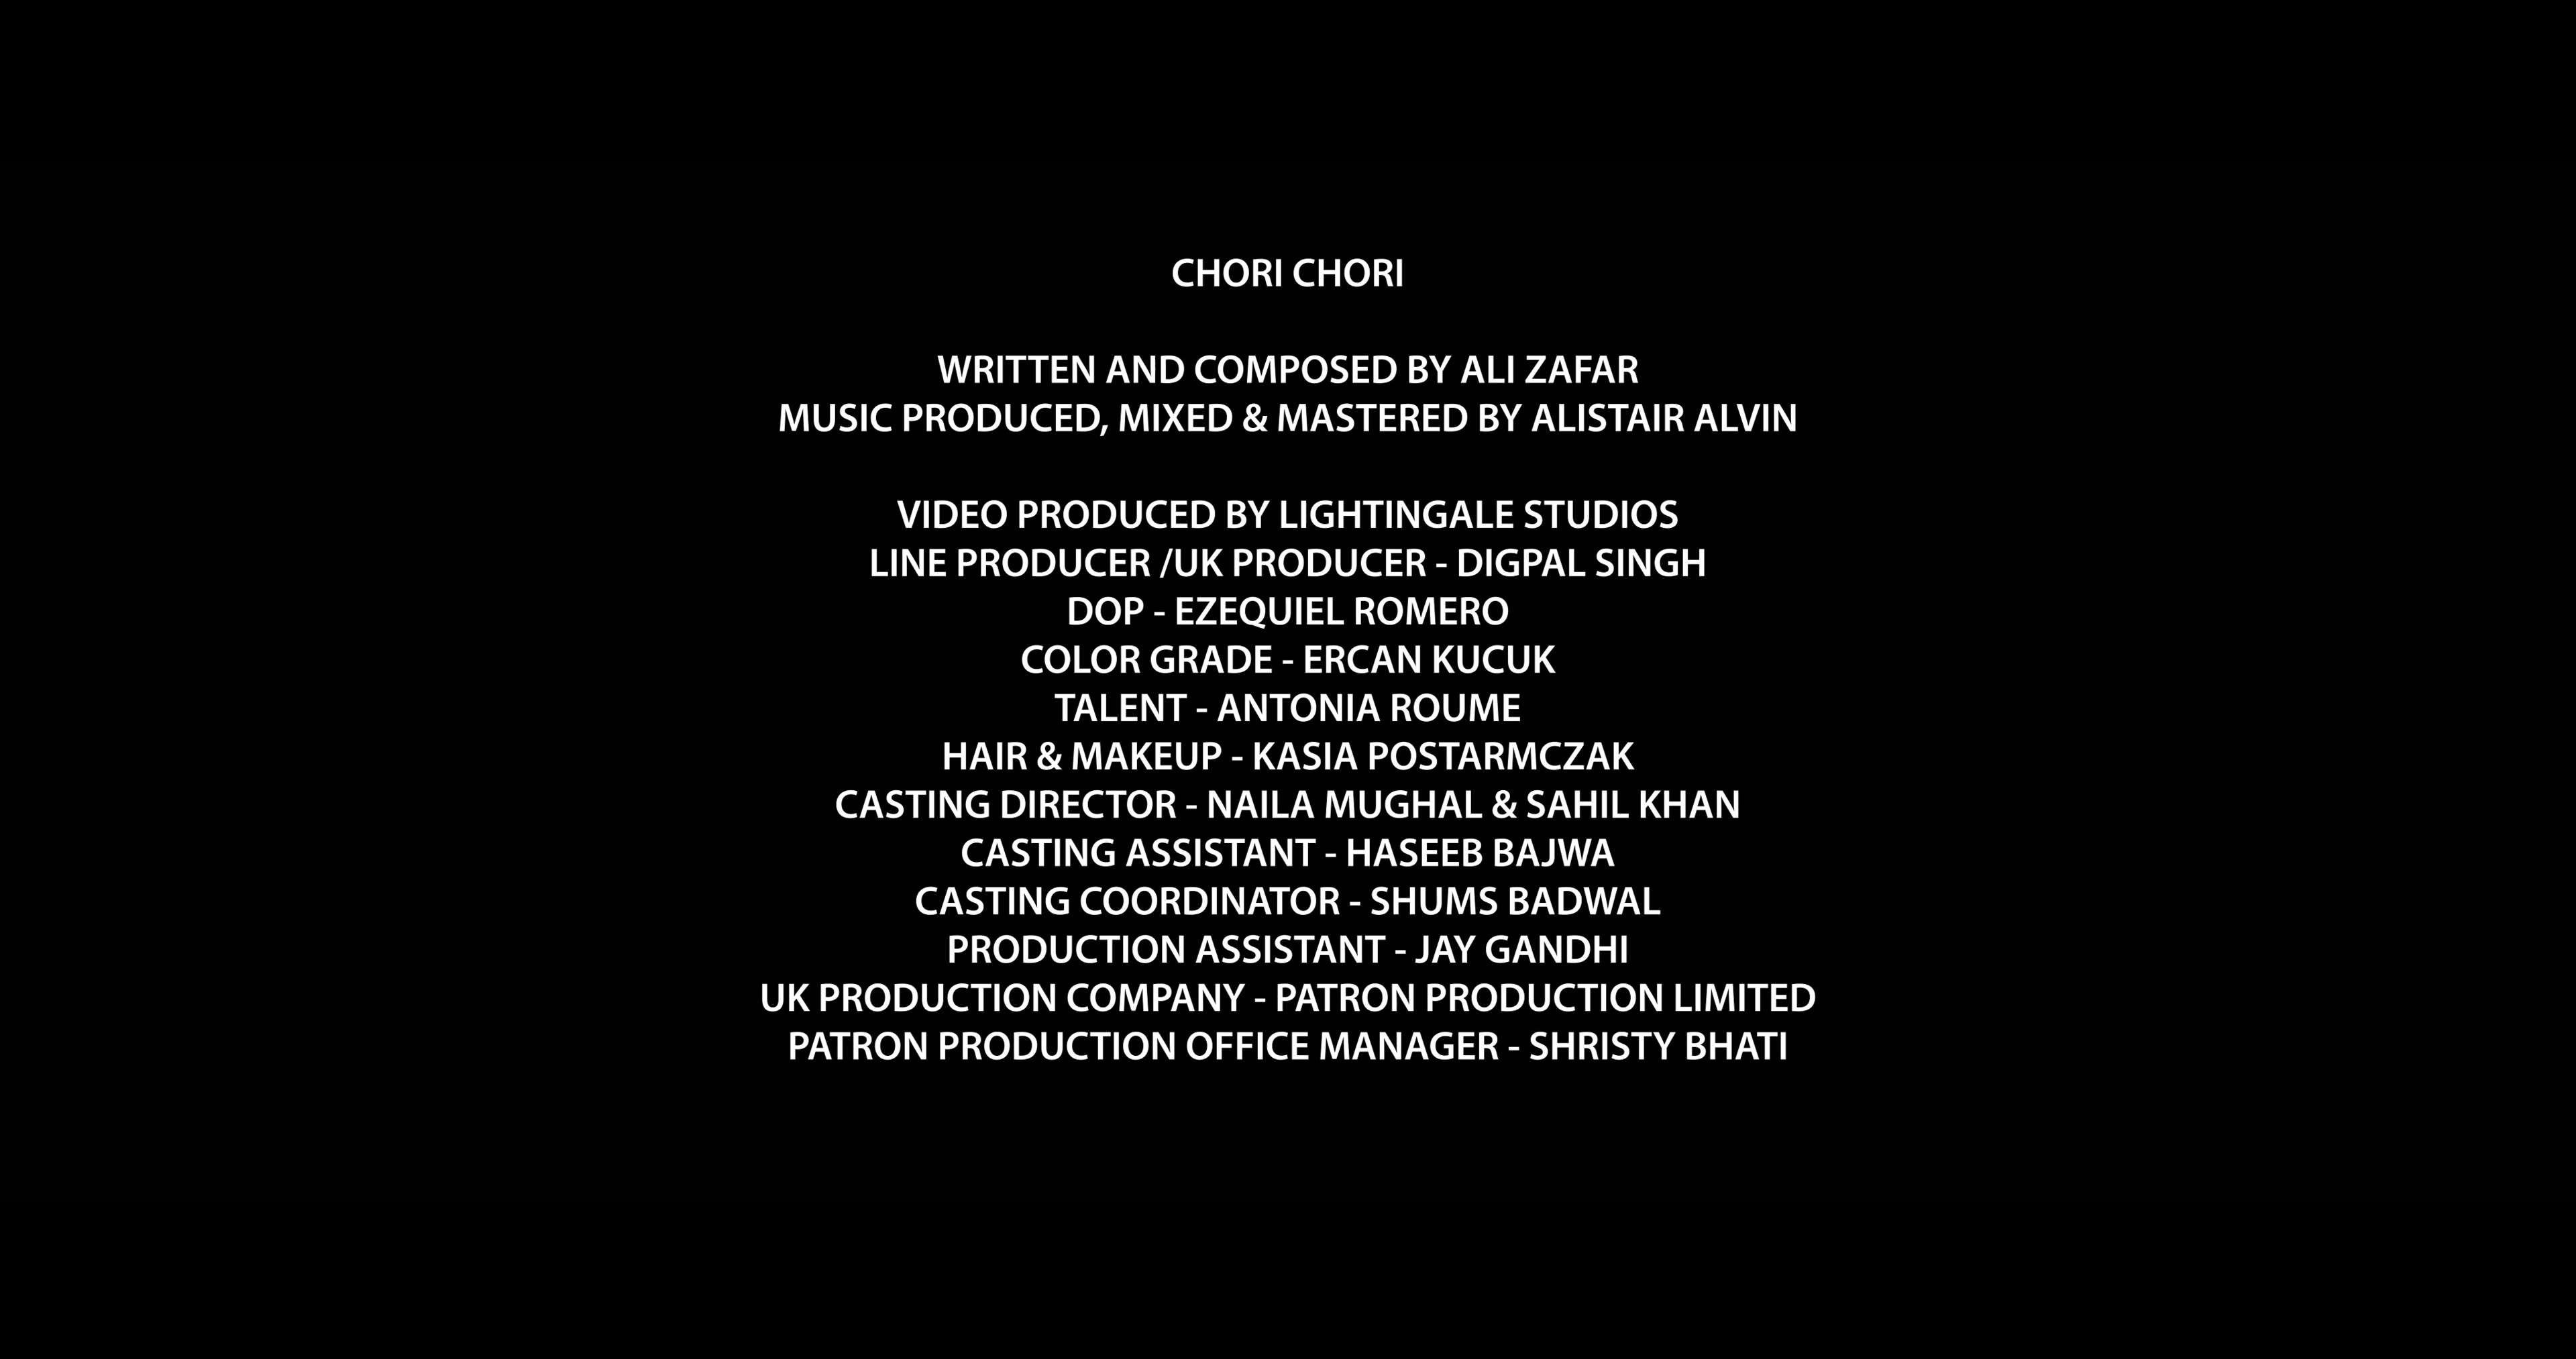 CHORI CHORI
WRITTEN AND COMPOSED BY ALI ZAFAR
MUSIC PRODUCED, MIXED & MASTERED BY ALISTAIR ALVIN
VIDEO PRODUCED BY LIGHTINGALE STUDIOS
LINE PRODUCER /UK PRODUCER - DIGPAL SINGH
DOP - EZEQUIEL ROMERO
COLOR GRADE - ERCAN KUCUK
TALENT - ANTONIA ROUME
HAIR & MAKEUP - KASIA POSTARMCZAK
CASTING DIRECTOR - NAILA MUGHAL & SAHIL KHAN
CASTING ASSISTANT - HASEEB BAJWA
CASTING COORDINATOR - SHUMS BADWAL
PRODUCTION ASSISTANT - JAY GANDHI
UK PRODUCTION COMPANY - PATRON PRODUCTION LIMITED
PATRON PRODUCTION OFFICE MANAGER - SHRISTY BHATI